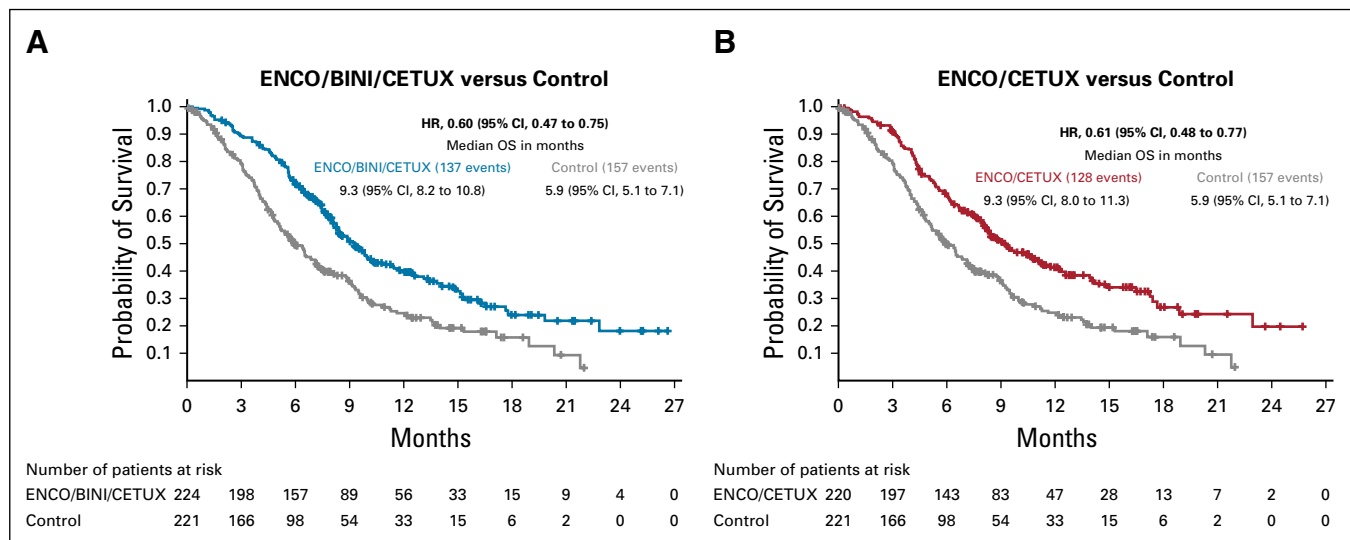 A
ENCO/BINI/CETUX versus Control
HR, 0.60 (95% CI, 0.47 to 0.75)
Median OS in months
ENCO/BINI/CETUX (137 events) Control (157 events)
9.3 (95% CI, 8.2 to 10.8) 5.9 (95% CI, 5.1 to 7.1)
Probability of Survival
1.0
0.9
0.8
0.7
0.6
0.5
0.4
0.3
0.2
0.1
0 3 6 9 12 15 18 21 24 27
Months
Number of patients at risk
ENCO/BINI/CETUX 224 198 157 89 56 33 15 9 4 0
Control 221 166 98 54 33 15 6 2 0 0
B
ENCO/CETUX versus Control
HR, 0.61 (95% CI, 0.48 to 0.77)
Median OS in months
ENCO/CETUX (128 events) Control (157 events)
9.3 (95% CI, 8.0 to 11.3) 5.9 (95% CI, 5.1 to 7.1)
Probability of Survival
1.0
0.9
0.8
0.7
0.6
0.5
0.4
0.3
0.2
0.1
0 3 6 9 12 15 18 21 24 27
Months
Number of patients at risk
ENCO/CETUX 220 197 143 83 47 28 13 7 2 0
Control 221 166 98 54 33 15 6 2 0 0